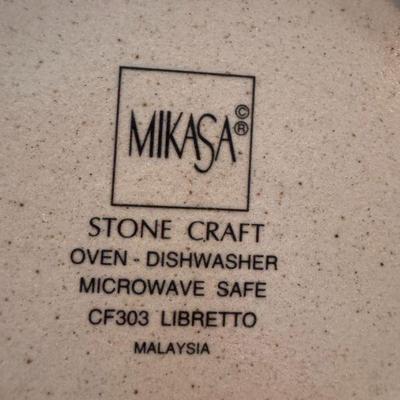 MIKASA ©®
STONE CRAFT
OVEN - DISHWASHER
MICROWAVE SAFE
CF303 LIBRETTO
MALAYSIA